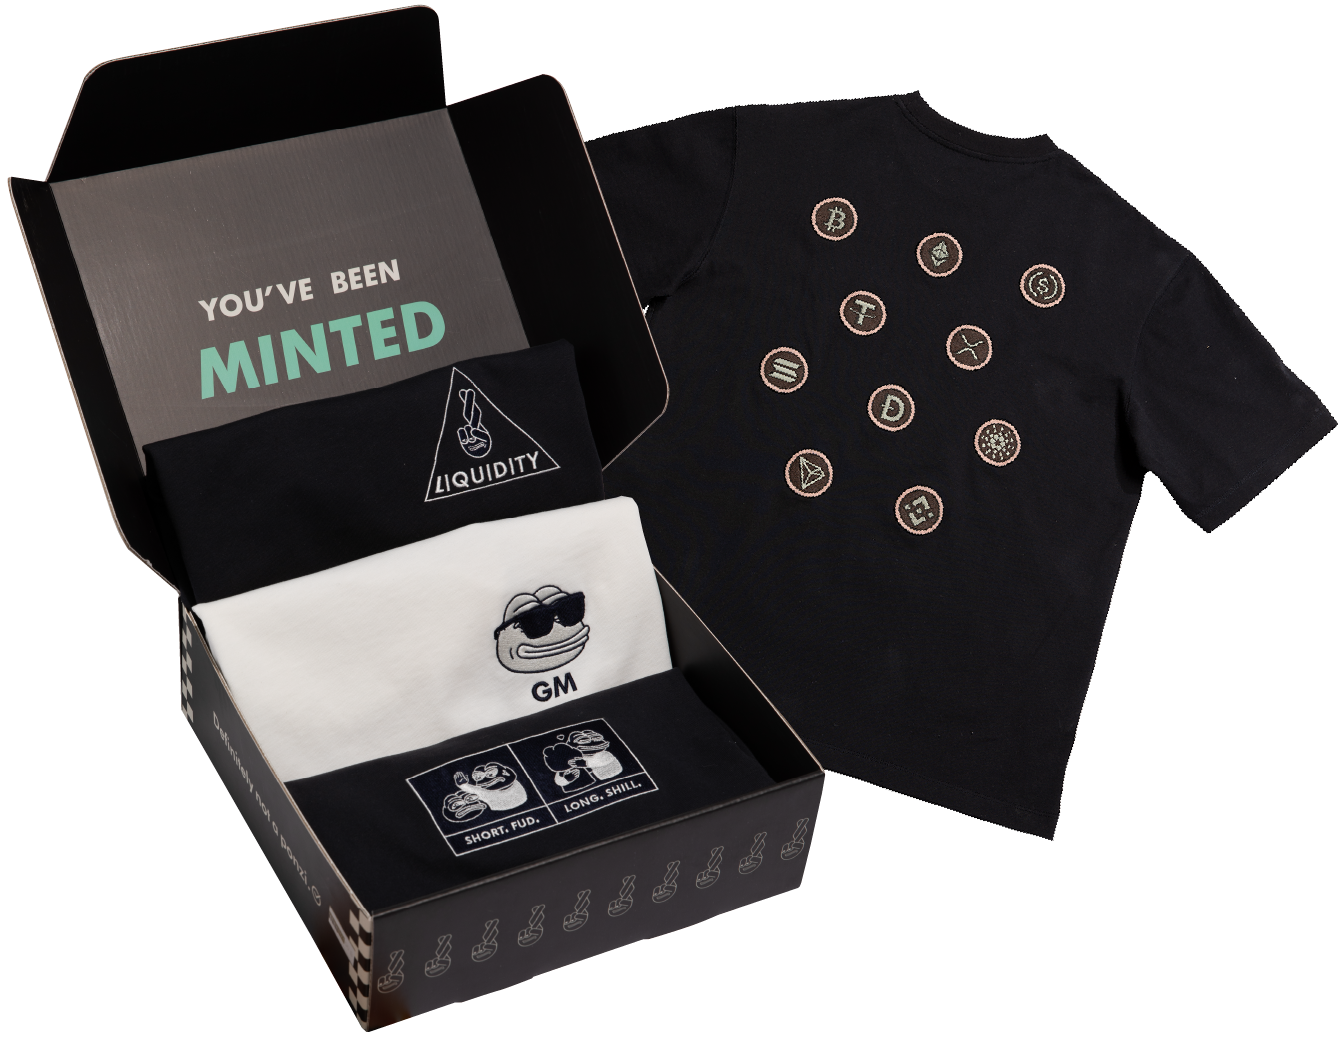 YOU'VE BEEN
MINTED
LIQUIDITY
GM
SHORT. FUD.
LONG. SHILL.
Definitely not a ponzi.